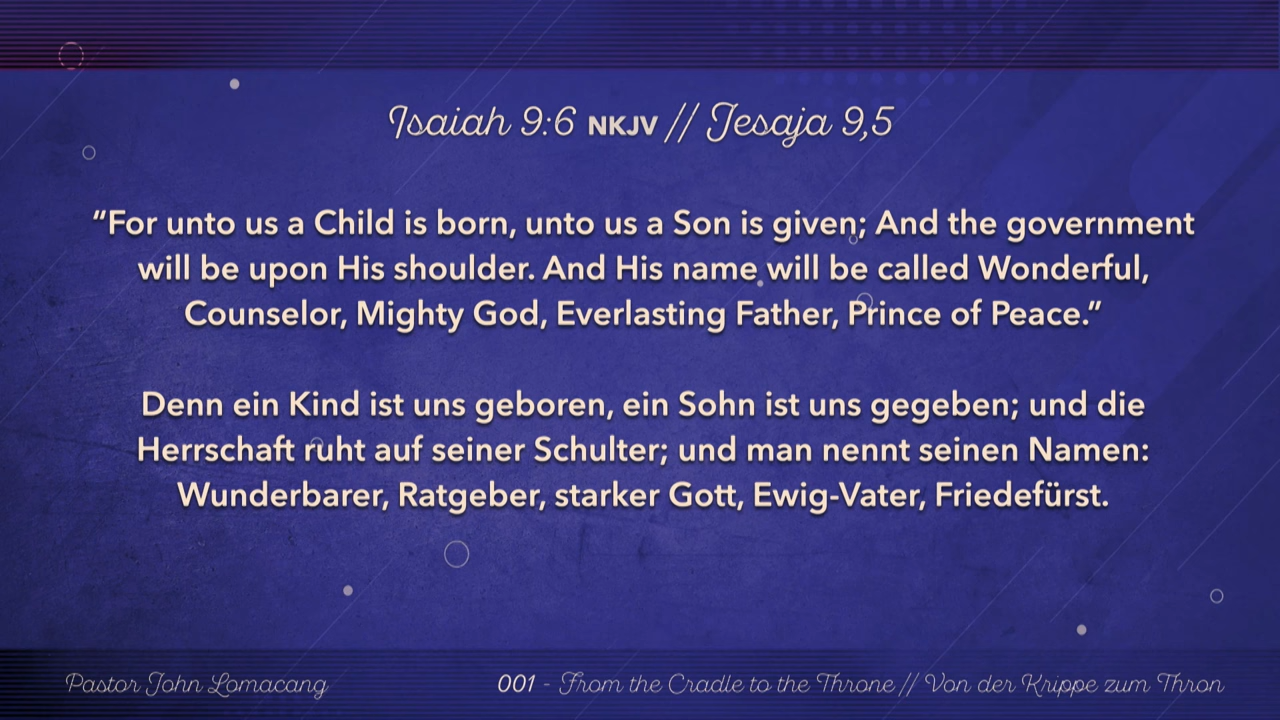 Isaiah 9:6 NKJV // Jesaja 9,5
“For unto us a Child is born, unto us a Son is given; And the government
will be upon His shoulder. And His name will be called Wonderful,
Counselor, Mighty God, Everlasting Father, Prince of Peace.”
Denn ein Kind ist uns geboren, ein Sohn ist uns gegeben; und die
Herrschaft ruht auf seiner Schulter; und man nennt seinen Namen:
Wunderbarer, Ratgeber, starker Gott, Ewig-Vater, Friedefürst.
Pastor John Lomacang
001 - From the Cradle to the Throne // Von der Krippe zum Thron